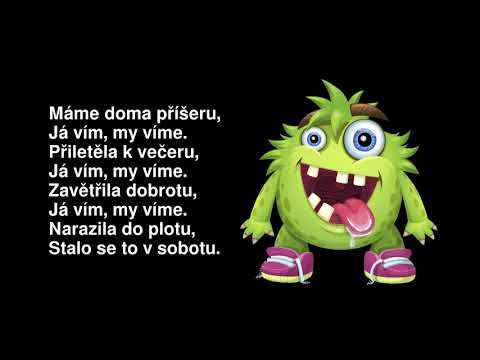 Máme doma příšeru,
Já vím, my víme.
Přiletěla k večeru,
Já vím, my víme.
Zavětřila dobrotu,
Já vím, my víme.
Narazila do plotu,
Stalo se to v sobotu.